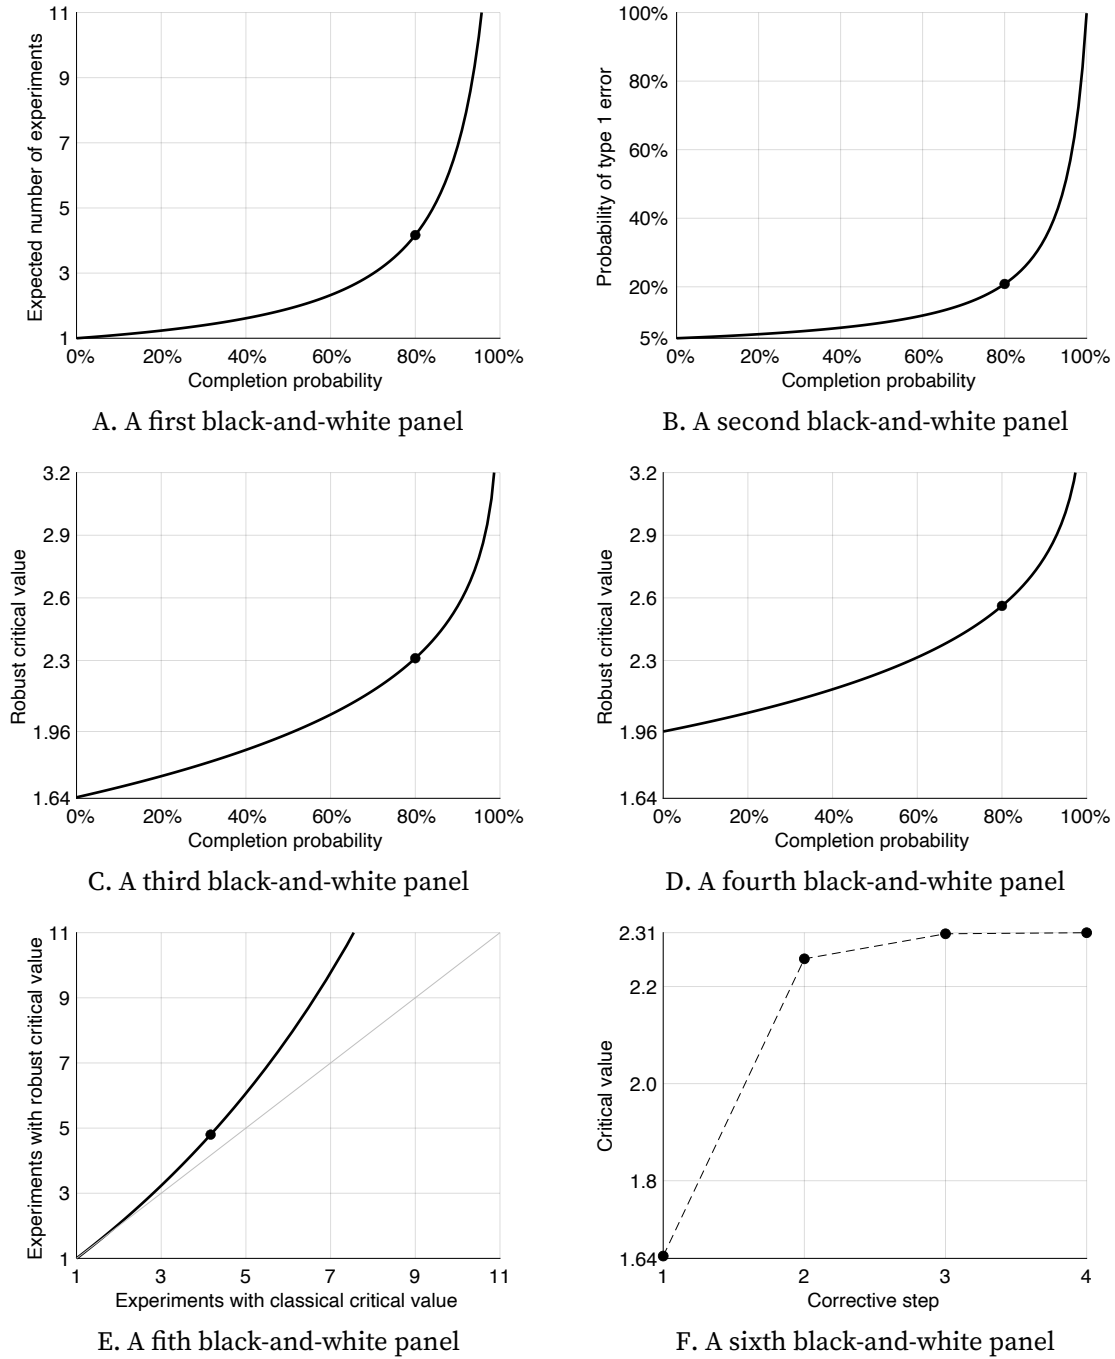 Expected number of experiments
11
9
7
5
3
1
0% 20% 40% 60% 80% 100%
Completion probability
A. A first black-and-white panel
Probability of type 1 error
100%
80%
60%
40%
20%
5%
0% 20% 40% 60% 80% 100%
Completion probability
B. A second black-and-white panel
Robust critical value
3.2
2.9
2.6
2.3
1.96
1.64
0% 20% 40% 60% 80% 100%
Completion probability
C. A third black-and-white panel
Robust critical value
3.2
2.9
2.6
2.3
1.96
1.64
0% 20% 40% 60% 80% 100%
Completion probability
D. A fourth black-and-white panel
Experiments with robust critical value
11
9
7
5
3
1
1 3 5 7 9 11
Experiments with classical critical value
E. A fith black-and-white panel
Critical value
2.31
2.2
2.0
1.8
1.64
1 2 3 4
Corrective step
F. A sixth black-and-white panel